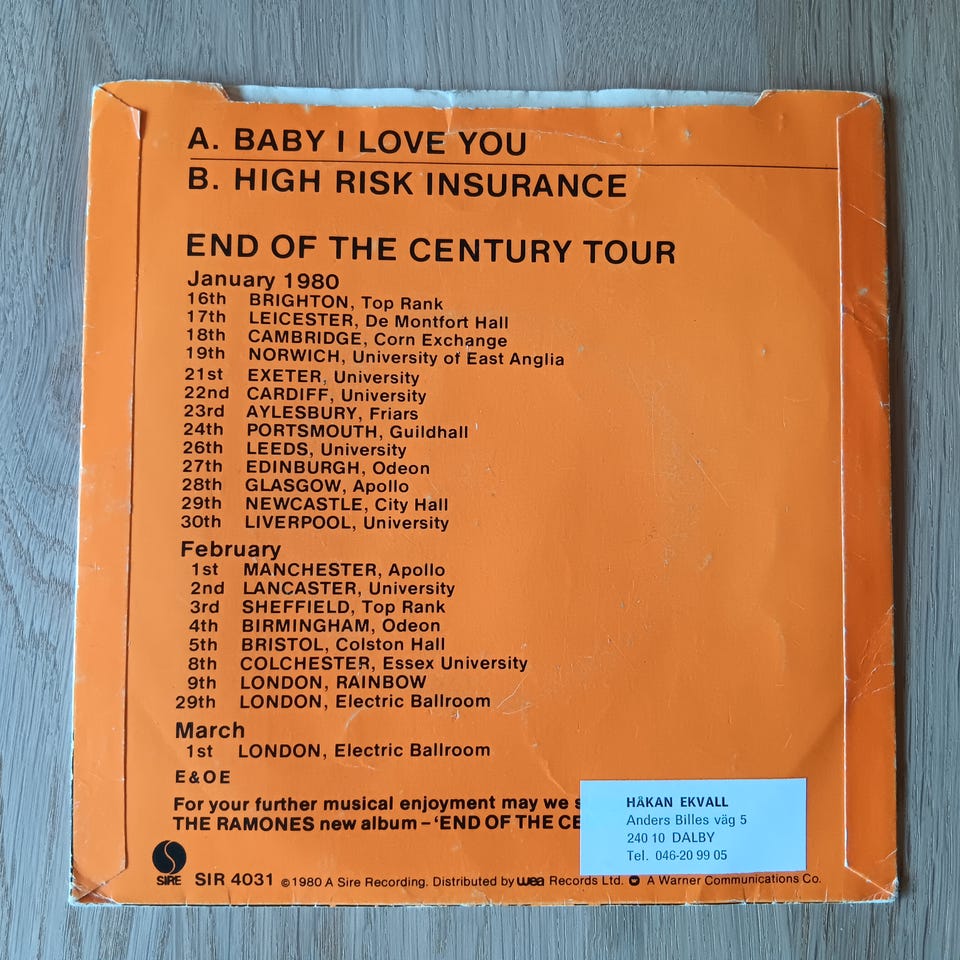 A. BABY I LOVE YOU
B. HIGH RISK INSURANCE
END OF THE CENTURY TOUR
January 1980
16th BRIGHTON, Top Rank
17th LEICESTER, De Montfort Hall
18th CAMBRIDGE, Corn Exchange
19th NORWICH, University of East Anglia
21st EXETER, University
22nd CARDIFF, University
23rd AYLESBURY, Friars
24th PORTSMOUTH, Guildhall
26th LEEDS, University
27th EDINBURGH, Odeon
28th GLASGOW, Apollo
29th NEWCASTLE, City Hall
30th LIVERPOOL, University
February
1st MANCHESTER, Apollo
2nd LANCASTER, University
3rd SHEFFIELD, Top Rank
4th BIRMINGHAM, Odeon
5th BRISTOL, Colston Hall
8th COLCHESTER, Essex University
9th LONDON, RAINBOW
29th LONDON, Electric Ballroom
March
1st LONDON, Electric Ballroom
E & O E
For your further musical enjoyment may we
THE RAMONES new album – 'END OF THE
HÅKAN EKVALL
Anders Billes väg 5
240 10 DALBY
Tel. 046-20 99 05
SIRE SIR 4031 ©1980 A Sire Recording. Distributed by wea Records Ltd. A Warner Communications Co.